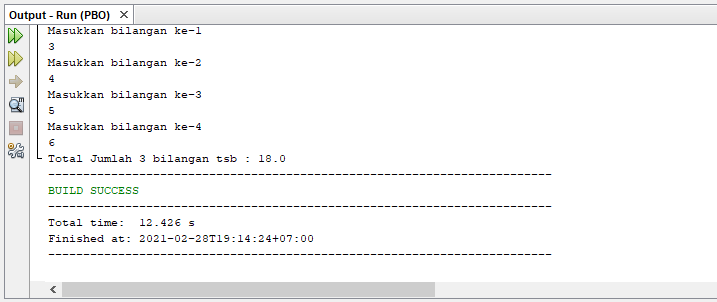 Output - Run (PBO) ×
Masukkan bilangan ke-1
3
Masukkan bilangan ke-2
4
Masukkan bilangan ke-3
5
Masukkan bilangan ke-4
6
Total Jumlah 3 bilangan tsb : 18.0
------------------------------------------------------------------------
BUILD SUCCESS
------------------------------------------------------------------------
Total time:  12.426 s
Finished at: 2021-02-28T19:14:24+07:00
------------------------------------------------------------------------